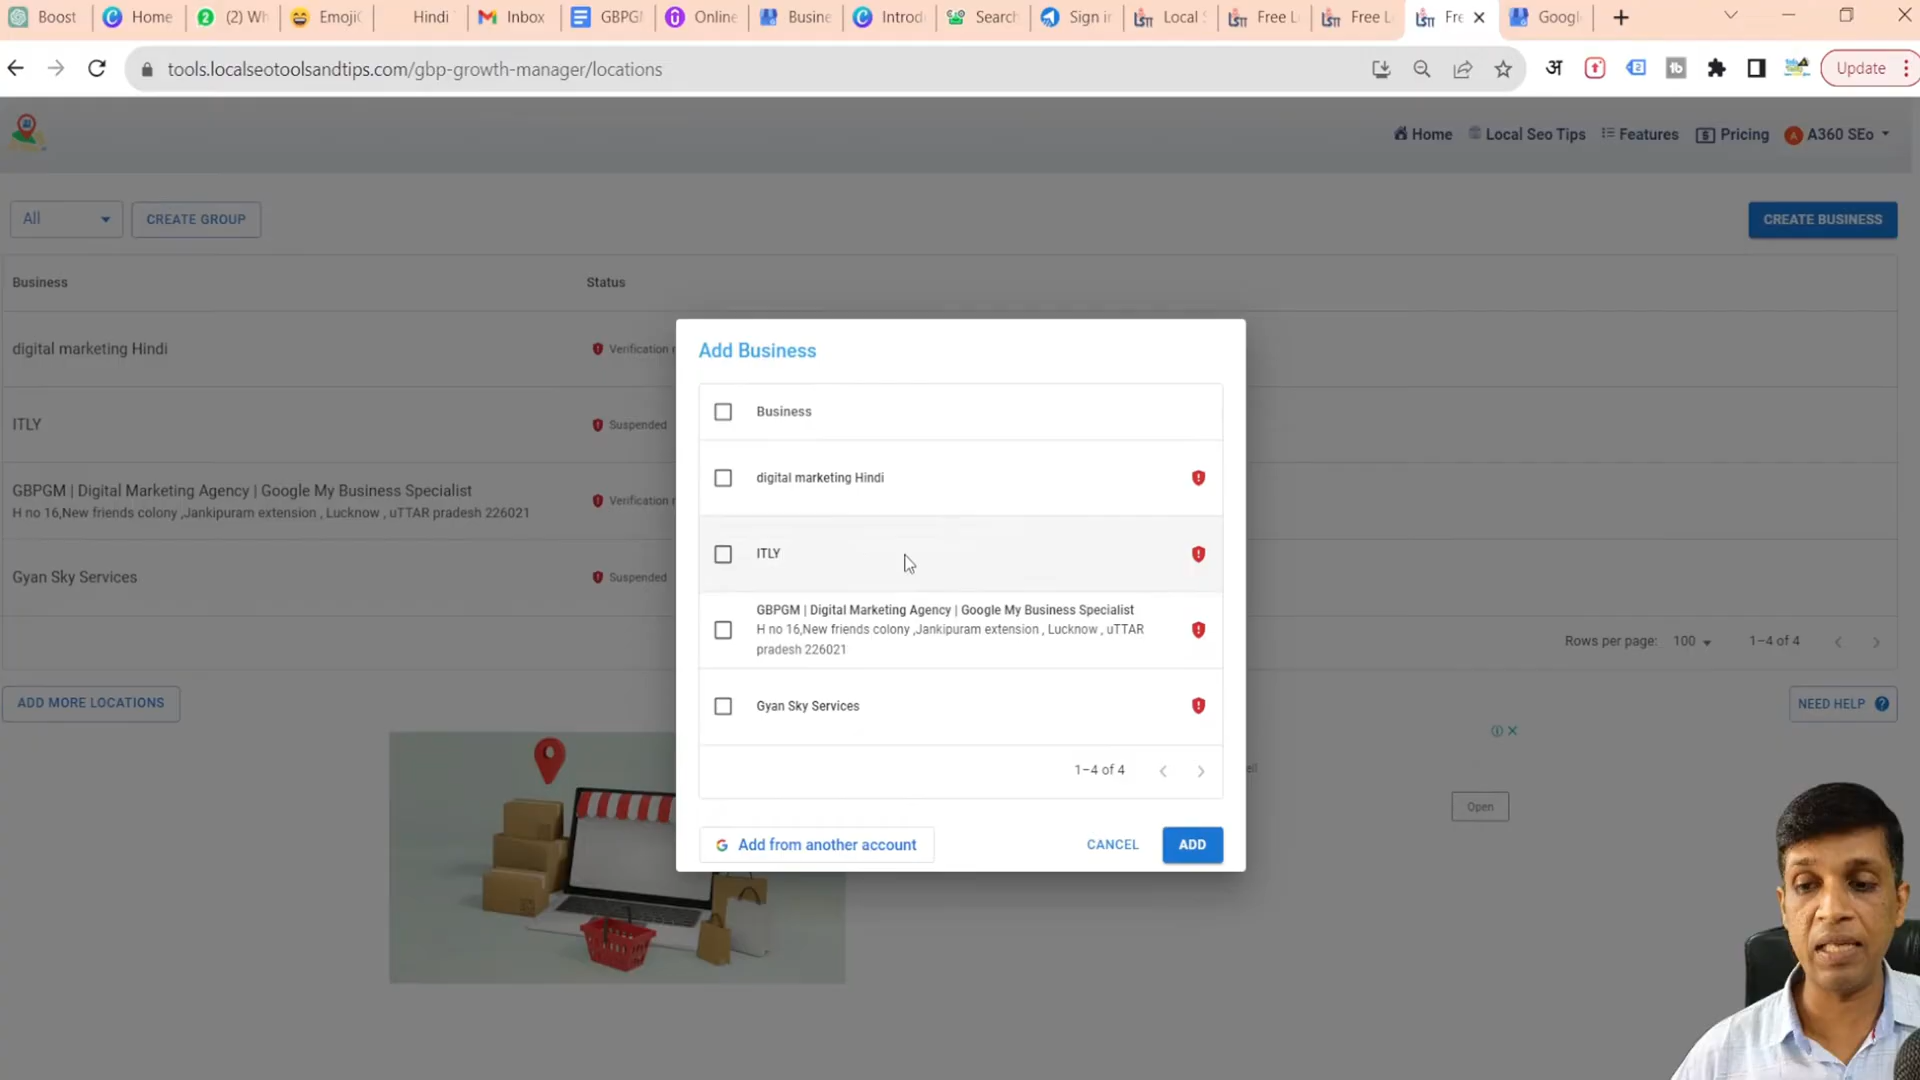 Boost
Home
(2) Wh
Emoji
Hindi
Inbox
GBPG
Online
Busine
Introd
Search
Sign in
Local S
Free L
Free L
Fre
Googl
tools.localseotoolsandtips.com/gbp-growth-manager/locations
Update
Home
Local Seo Tips
Features
Pricing
A360 SEo
All
CREATE GROUP
CREATE BUSINESS
Business
Status
digital marketing Hindi
Verification
ITLY
Suspended
GBPGM | Digital Marketing Agency | Google My Business Specialist
H no 16,New friends colony ,Jankipuram extension , Lucknow , uTTAR pradesh 226021
Verification
Gyan Sky Services
Suspended
Rows per page: 100
1–4 of 4
ADD MORE LOCATIONS
NEED HELP
Open
Add Business
Business
digital marketing Hindi
ITLY
GBPGM | Digital Marketing Agency | Google My Business Specialist
H no 16,New friends colony ,Jankipuram extension , Lucknow , uTTAR
pradesh 226021
Gyan Sky Services
1–4 of 4
Add from another account
CANCEL
ADD